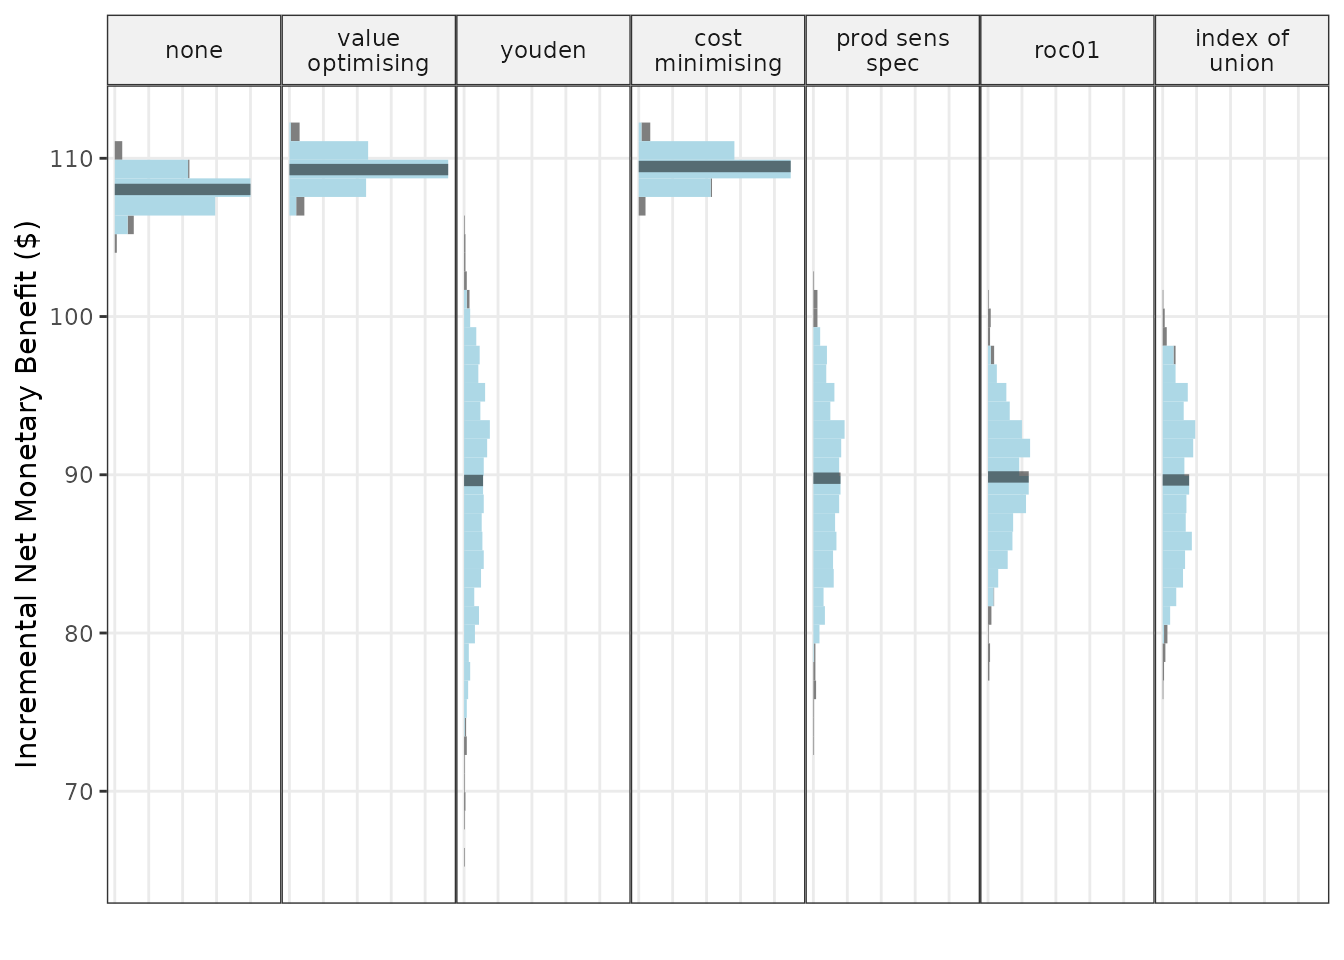 none
value
optimising
youden
cost
minimising
prod sens
spec
roc01
index of
union
Incremental Net Monetary Benefit ($)
110
100
90
80
70